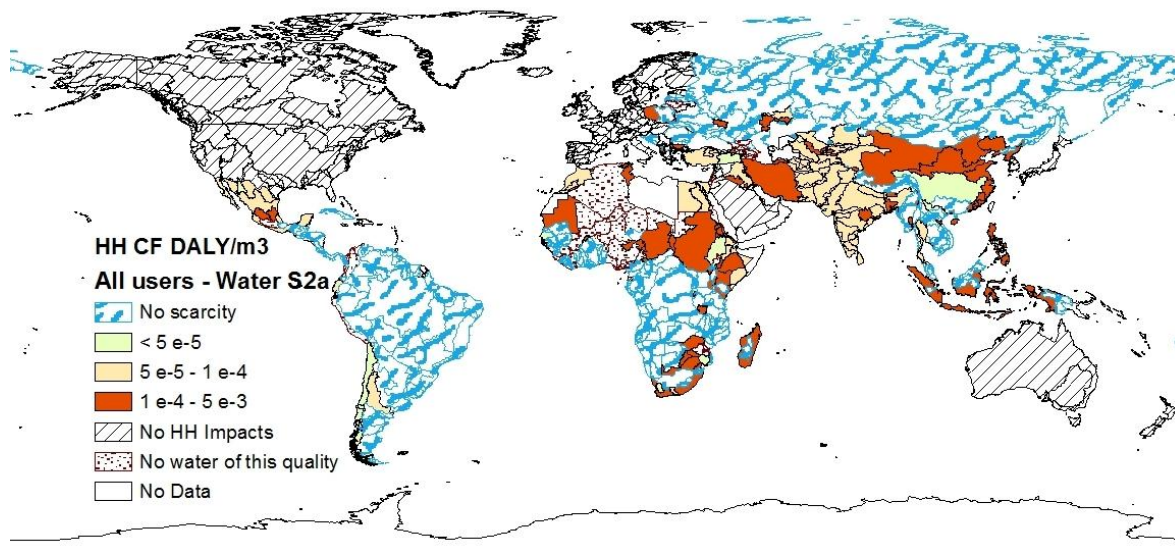 HH CF DALY/m3
All users - Water S2a
No scarcity
< 5 e-5
5 e-5 - 1 e-4
1 e-4 - 5 e-3
No HH Impacts
No water of this quality
No Data